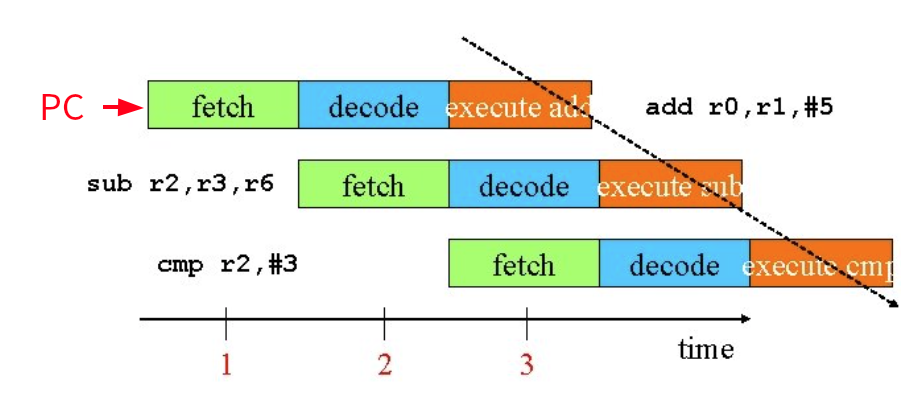 PC fetch decode execute add add r0,r1,#5
sub r2,r3,r6 fetch decode execute sub
cmp r2,#3 fetch decode execute cmp
1 2 3 time